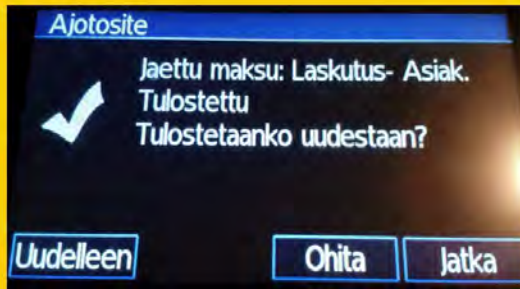 Ajotosite
Jaettu maksu: Laskutus- Asiak.
Tulostettu
Tulostetaanko uudestaan?
Uudelleen
Ohita
Jatka